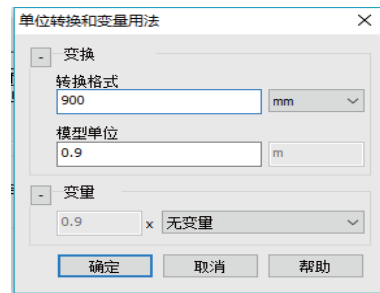 单位转换和变量用法
- 变换
转换格式
900 mm
模型单位
0.9 m
- 变量
0.9 x 无变量
确定 取消 帮助